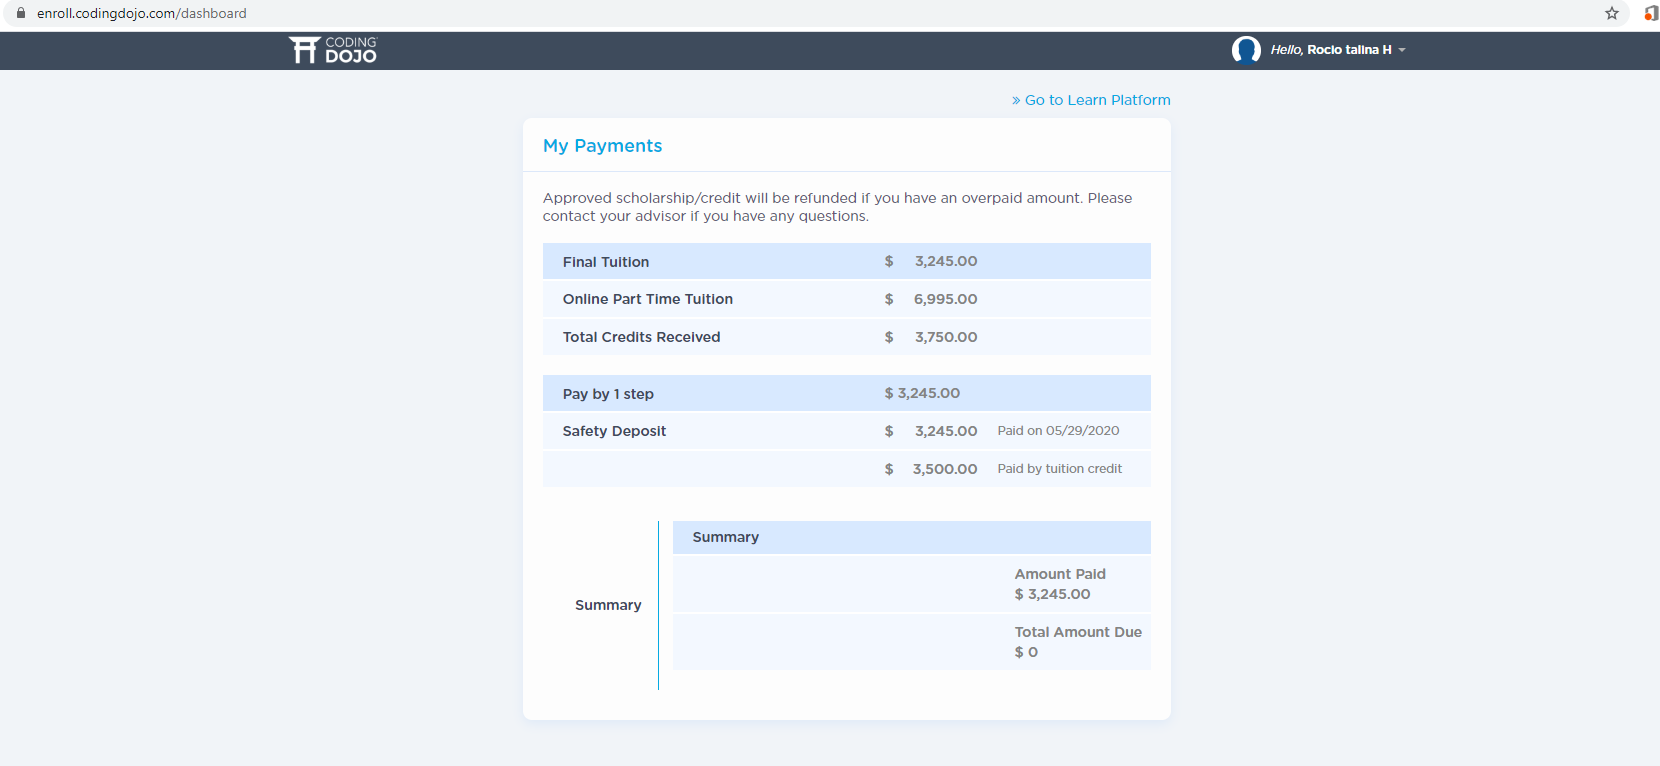 enroll.codingdojo.com/dashboard
CODING
DOJO
Hello, Rocio talina H
» Go to Learn Platform
My Payments
Approved scholarship/credit will be refunded if you have an overpaid amount. Please
contact your advisor if you have any questions.
Final Tuition $ 3,245.00
Online Part Time Tuition $ 6,995.00
Total Credits Received $ 3,750.00
Pay by 1 step $ 3,245.00
Safety Deposit $ 3,245.00 Paid on 05/29/2020
$ 3,500.00 Paid by tuition credit
Summary
Summary
Amount Paid
$ 3,245.00
Total Amount Due
$ 0